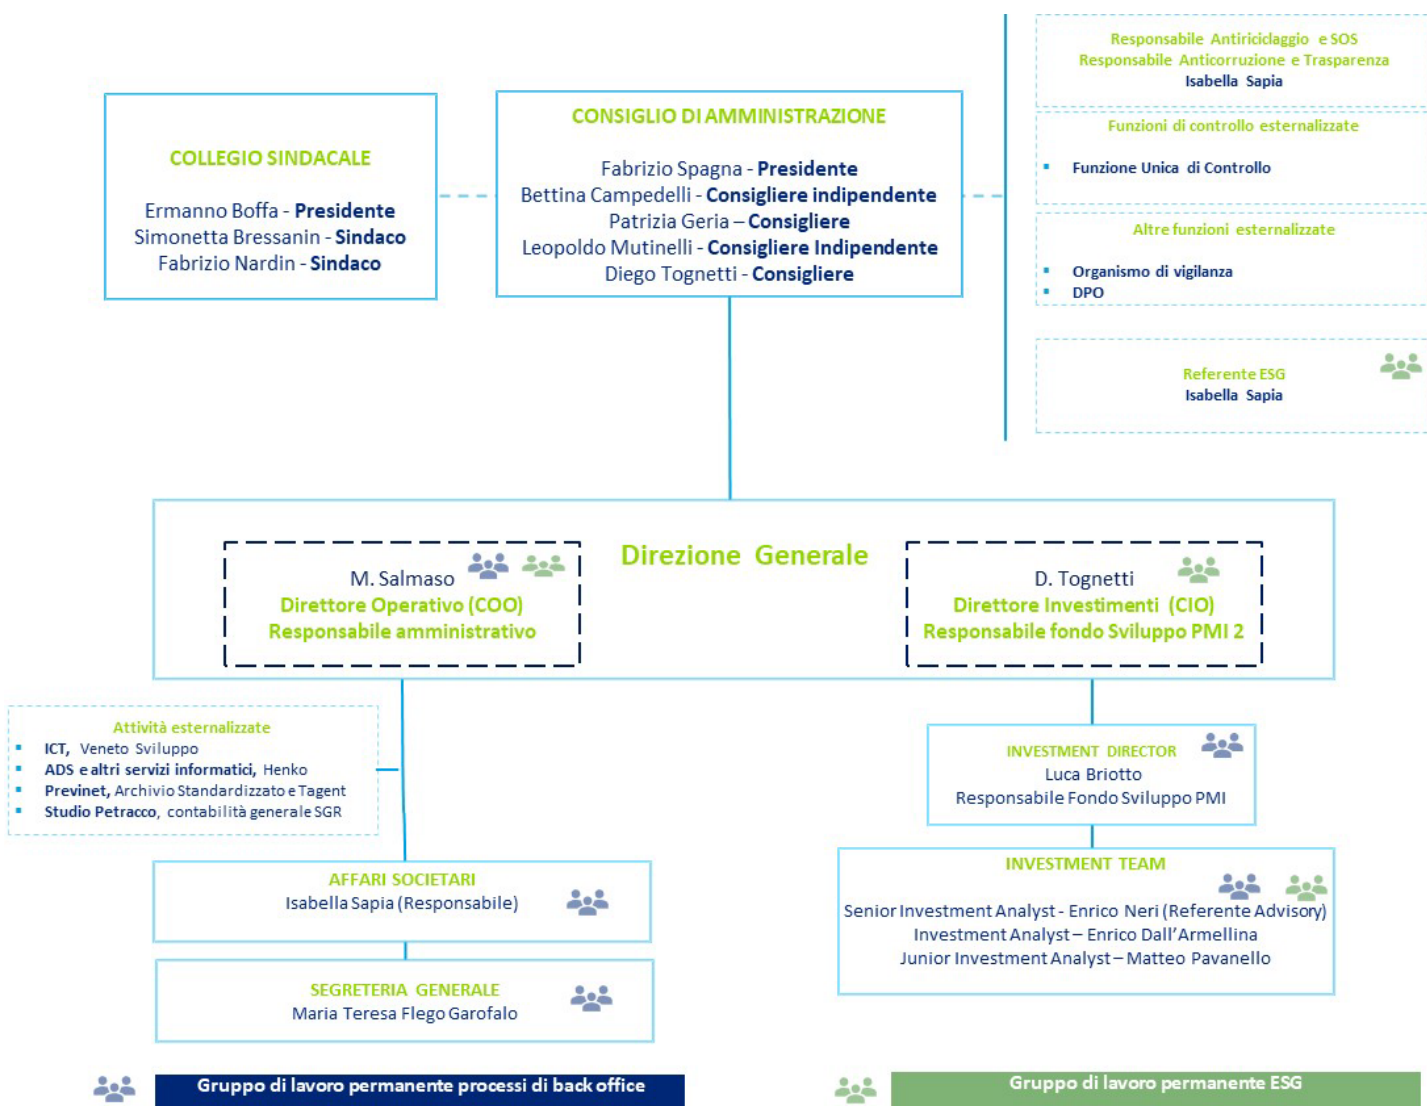 COLLEGIO SINDACALE
Ermanno Boffa - Presidente
Simonetta Bressanin - Sindaco
Fabrizio Nardin - Sindaco
CONSIGLIO DI AMMINISTRAZIONE
Fabrizio Spagna - Presidente
Bettina Campedelli - Consigliere indipendente
Patrizia Geria – Consigliere
Leopoldo Mutinelli - Consigliere Indipendente
Diego Tognetti - Consigliere
Responsabile Antiriciclaggio e SOS
Responsabile Anticorruzione e Trasparenza
Isabella Sapia
Funzioni di controllo esternalizzate
▪ Funzione Unica di Controllo
Altre funzioni esternalizzate
▪ Organismo di vigilanza
▪ DPO
Referente ESG
Isabella Sapia
Direzione Generale
M. Salmaso
Direttore Operativo (COO)
Responsabile amministrativo
D. Tognetti
Direttore Investimenti (CIO)
Responsabile fondo Sviluppo PMI 2
Attività esternalizzate
▪ ICT, Veneto Sviluppo
▪ ADS e altri servizi informatici, Henko
▪ Previnet, Archivio Standardizzato e Tagent
▪ Studio Petracco, contabilità generale SGR
AFFARI SOCIETARI
Isabella Sapia (Responsabile)
SEGRETERIA GENERALE
Maria Teresa Flego Garofalo
INVESTMENT DIRECTOR
Luca Briotto
Responsabile Fondo Sviluppo PMI
INVESTMENT TEAM
Senior Investment Analyst - Enrico Neri (Referente Advisory)
Investment Analyst – Enrico Dall'Armellina
Junior Investment Analyst – Matteo Pavanello
Gruppo di lavoro permanente processi di back office
Gruppo di lavoro permanente ESG